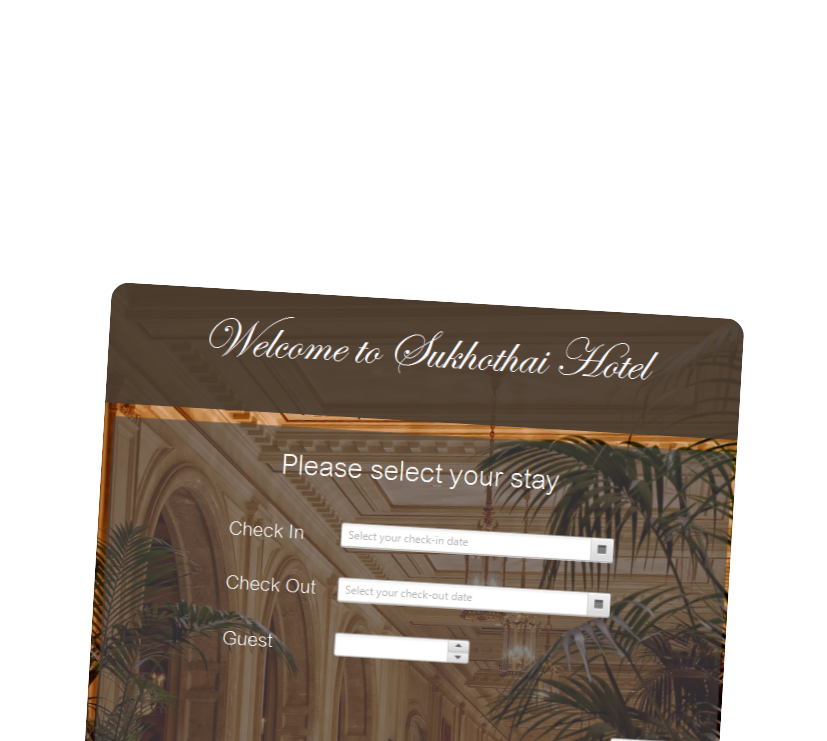 Welcome to Sukhothai Hotel
Please select your stay
Check In
Select your check-in date
Check Out
Select your check-out date
Guest